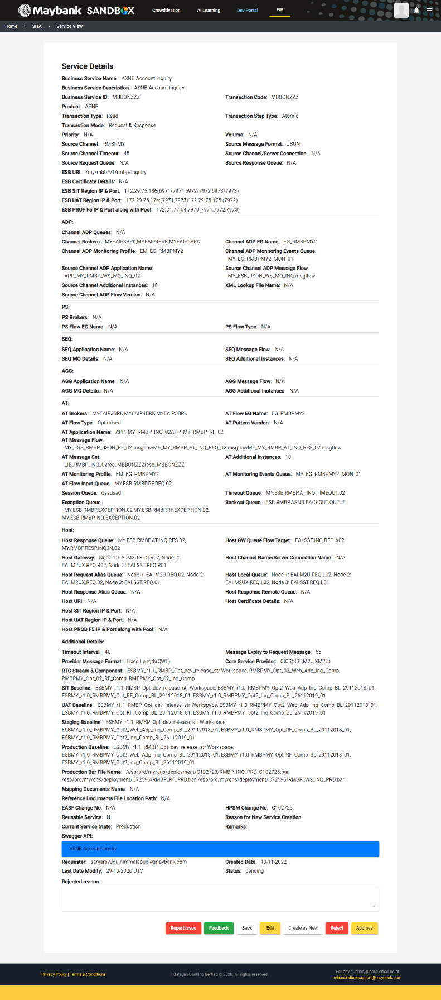 Maybank SANDBOX Crowdtivation AI Learning Dev Portal EIP
Home › SITA › Service View
Service Details
Business Service Name: ASNB Account inquiry
Business Service Description: ASNB Account inquiry
Business Service ID: MBBONZZZ Transaction Code: MBBONZZZ
Product: ASNB
Transaction Type: Read Transaction Step Type: Atomic
Transaction Mode: Request & Response
Priority: N/A Volume: N/A
Source Channel: RMBPMY Source Message Format: JSON
Source Channel Timeout: 45 Source Channel/Server Connection: N/A
Source Request Queue: N/A Source Response Queue: N/A
ESB URI: /my/mbb/v1/rmbp/Inquiry
ESB Certificate Details: N/A
ESB SIT Region IP & Port: 172.29.75.186(6971/7971,6972/7972,6973/7973)
ESB UAT Region IP & Port: 172.29.75.174:(7971,7973)172.29.75.175:(7972)
ESB PROF F5 IP & Port along with Pool: 172.31.77.64:7970(7971,7972,7973)
ADP:
Channel ADP Queues: N/A
Channel Brokers: MYEAIP3BRK,MYEAIP4BRK,MYEAIP5BRK Channel ADP EG Name: EG_RMBPMY2
Channel ADP Monitoring Profile: EM_EG_RMBPMY2 Channel ADP Monitoring Events Queue:
MY_EG_RMBPMY2_MON_01
Source Channel ADP Application Name: Source Channel ADP Message Flow:
APP_MY_RMBP_WS_MQ_INQ_02 MY_ESB_JSON_WS_MQ_INQ.msgflow
Source Channel Additional Instances: 10 XML Lookup File Name: N/A
Source Channel ADP Flow Version: N/A
PS:
PS Brokers: N/A
PS Flow EG Name: N/A PS Flow Type: N/A
SEQ:
SEQ Application Name: N/A SEQ Message Flow: N/A
SEQ MQ Details: N/A SEQ Additional Instances: N/A
AGG:
AGG Application Name: N/A AGG Message Flow: N/A
AGG MQ Details: N/A AGG Additional Instances: N/A
AT:
AT Brokers: MYEAIP3BRK,MYEAIP4BRK,MYEAIP5BRK AT Flow EG Name: EG_RMBPMY2
AT Flow Type: Optimised AT Pattern Version: N/A
AT Application Name: APP_MY_RMBP_INQ_02APP_MY_RMBP_RF_02
AT Message Flow:
MY_ESB_RMBP_JSON_RF_02.msgflowMF_MY_RMBP_AT_INQ_REQ_02.msgflowMF_MY_RMBP_AT_INQ_RES_02.msgflow
AT Message Set: AT Additional Instances: 10
LIB_RMBP_INQ_02req_MBBONZZZresp_MBBONZZZ
AT Monitoring Profile: EM_EG_RMBPMY2 AT Monitoring Events Queue: MY_EG_RMBPMY2_MON_01
AT Flow Input Queue: MY.ESB.RMBP.RF.REQ.02
Session Queue: dsadsad Timeout Queue: MY.ESB.RMBP.AT.INQ.TIMEOUT.02
Exception Queue: Backout Queue: ESB.RMBP.ASNB.BACKOUT.QUEUE
MY.ESB.RMBP.EXCEPTION.02,MY.ESB.RMBP.RF.EXCEPTION.02,
MY.ESB.RMBP.INQ.EXCEPTION.02
Host:
Host Response Queue: MY.ESB.RMBP.AT.INQ.RES.02, Host GW Queue Flow Target: EAI.SST.INQ.REQ.A02
MY.RMBP.RESP.INQ.IN.02
Host Gateway: Node 1: EAI.M2U.REQ.R02, Node 2: Host Channel Name/Server Connection Name: N/A
EAI.M2UX.REQ.R02, Node 3: EAI.SST.REQ.R01
Host Request Alias Queue: Node 1: EAI.M2U.REQ.02, Node 2: Host Local Queue: Node 1: EAI.M2U.REQ.L02, Node 2:
EAI.M2UX.REQ.02, Node 3: EAI.SST.REQ.01 EAI.M2UX.REQ.L02, Node 3: EAI.SST.REQ.L01
Host Response Alias Queue: N/A Host Response Remote Queue: N/A
Host URI: N/A Host Certificate Details: N/A
Host SIT Region IP & Port: N/A
Host UAT Region IP & Port: N/A
Host PROD F5 IP & Port along with Pool: N/A
Additional Details:
Timeout Interval: 40 Message Expiry to Request Message: 55
Provider Message Format: Fixed Length(CWF) Core Service Provider: CICS(SST,M2U,XM2U)
RTC Stream & Component: ESBMY_r1.1_RMBP_Opt_dev_release_str Workspace, RMBPMY_Opt_02_Web_Adp_Inq_Comp,
RMBPMY_Opt_02_RF_Comp, RMBPMY_Opt_02_Inq_Comp
SIT Baseline: ESBMY_r1.1_RMBP_Opt_dev_release_str Workspace, ESBMY_r1.0_RMBPMY_Opt2_Web_Adp_Inq_Comp_BL_29112018_01,
ESBMY_r1.0_RMBPMY_Opt_RF_Comp_BL_29112018_01, ESBMY_r1.0_RMBPMY_Opt2_Inq_Comp_BL_26112019_01
UAT Baseline: ESBMY_r1.1_RMBP_Opt_dev_release_str Workspace, ESBMY_r1.0_RMBPMY_Opt2_Web_Adp_Inq_Comp_BL_29112018_01,
ESBMY_r1.0_RMBPMY_Opt_RF_Comp_BL_29112018_01, ESBMY_r1.0_RMBPMY_Opt2_Inq_Comp_BL_26112019_01
Staging Baseline: ESBMY_r1.1_RMBP_Opt_dev_release_str Workspace,
ESBMY_r1.0_RMBPMY_Opt2_Web_Adp_Inq_Comp_BL_29112018_01, ESBMY_r1.0_RMBPMY_Opt_RF_Comp_BL_29112018_01,
ESBMY_r1.0_RMBPMY_Opt2_Inq_Comp_BL_26112019_01
Production Baseline: ESBMY_r1.1_RMBP_Opt_dev_release_str Workspace,
ESBMY_r1.0_RMBPMY_Opt2_Web_Adp_Inq_Comp_BL_29112018_01, ESBMY_r1.0_RMBPMY_Opt_RF_Comp_BL_29112018_01,
ESBMY_r1.0_RMBPMY_Opt2_Inq_Comp_BL_26112019_01
Production Bar File Name: /esb/prd/my/cns/deployment/C102723/RMBP_INQ_PRD_C102725.bar,
/esb/prd/my/cns/deployment/C72595/RMBP_RF_PRD.bar, /esb/prd/my/cns/deployment/C72595/RMBP_WS_INQ_PRD.bar
Mapping Documents Name: N/A
Reference Documents File Location Path: N/A
EASF Change No: N/A HPSM Change No: C102723
Reusable Service: N Reason for New Service Creation:
Current Service State: Production Remarks:
Swagger API:
ASNB Account inquiry
Requester: sarvarayudu.nimmalapudi@maybank.com Created Date: 10-11-2022
Last Date Modify: 29-10-2020 UTC Status: pending
Rejected reason:
Report Issue Feedback Back Edit Create as New Reject Approve
Privacy Policy | Terms & Conditions Malayan Banking Berhad © 2020. All rights reserved. For any queries, please email us at
mbbsandboxsupport@maybank.com